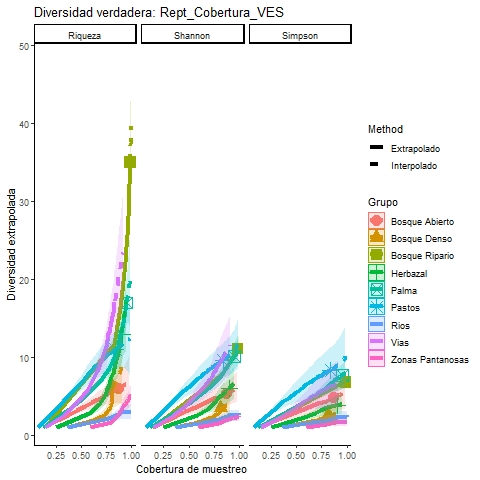 Diversidad verdadera: Rept_Cobertura_VES
Riqueza
Shannon
Simpson
50
40
30
20
10
0
Diversidad extrapolada
0.25 0.50 0.75 1.00
0.25 0.50 0.75 1.00
0.25 0.50 0.75 1.00
Cobertura de muestreo
Method
Extrapolado
Interpolado
Grupo
Bosque Abierto
Bosque Denso
Bosque Ripario
Herbazal
Palma
Pastos
Rios
Vias
Zonas Pantanosas